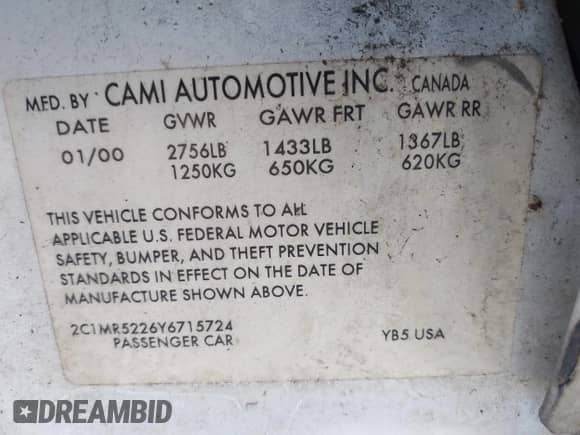 MFD. BY CAMI AUTOMOTIVE INC. CANADA
DATE GVWR GAWR FRT GAWR RR
01/00 2756LB 1433LB 1367LB
1250KG 650KG 620KG
THIS VEHICLE CONFORMS TO ALL
APPLICABLE U.S. FEDERAL MOTOR VEHICLE
SAFETY, BUMPER, AND THEFT PREVENTION
STANDARDS IN EFFECT ON THE DATE OF
MANUFACTURE SHOWN ABOVE.
2C1MR5226Y6715724
PASSENGER CAR YB5 USA
DREAMBID